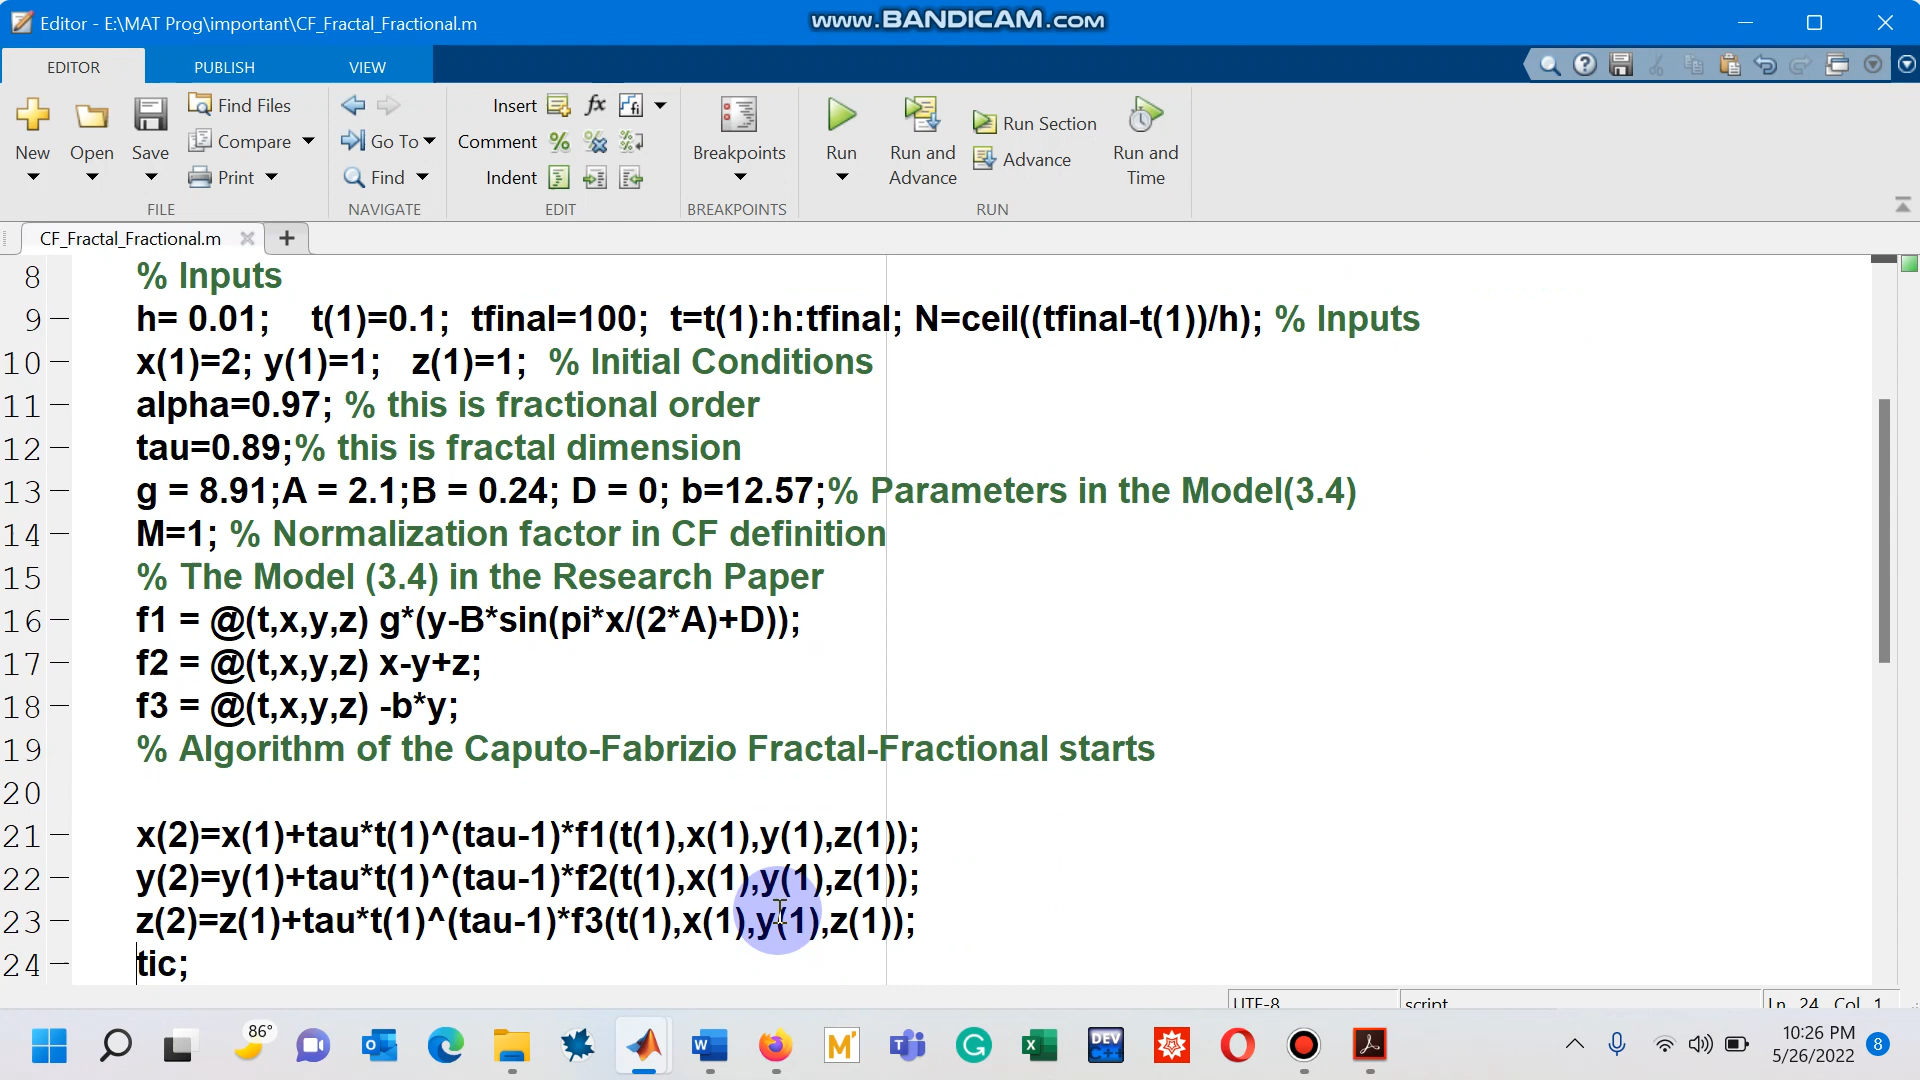 Editor - E:\MAT Prog\important\CF_Fractal_Fractional.m
www.BANDICAM.com
EDITOR PUBLISH VIEW
New Open Save Find Files Compare Print
Go To Find
Insert fx Comment Indent
Breakpoints
Run Run and Advance Run Section Advance Run and Time
FILE NAVIGATE EDIT BREAKPOINTS RUN
CF_Fractal_Fractional.m
8 % Inputs
9 h= 0.01; t(1)=0.1; tfinal=100; t=t(1):h:tfinal; N=ceil((tfinal-t(1))/h); % Inputs
10 x(1)=2; y(1)=1; z(1)=1; % Initial Conditions
11 alpha=0.97; % this is fractional order
12 tau=0.89;% this is fractal dimension
13 g = 8.91;A = 2.1;B = 0.24; D = 0; b=12.57;% Parameters in the Model(3.4)
14 M=1; % Normalization factor in CF definition
15 % The Model (3.4) in the Research Paper
16 f1 = @(t,x,y,z) g*(y-B*sin(pi*x/(2*A)+D));
17 f2 = @(t,x,y,z) x-y+z;
18 f3 = @(t,x,y,z) -b*y;
19 % Algorithm of the Caputo-Fabrizio Fractal-Fractional starts
20
21 x(2)=x(1)+tau*t(1)^(tau-1)*f1(t(1),x(1),y(1),z(1));
22 y(2)=y(1)+tau*t(1)^(tau-1)*f2(t(1),x(1),y(1),z(1));
23 z(2)=z(1)+tau*t(1)^(tau-1)*f3(t(1),x(1),y(1),z(1));
24 tic;
UTF-8 script Ln 24 Col 1
86°
DEV C++
10:26 PM
5/26/2022 8